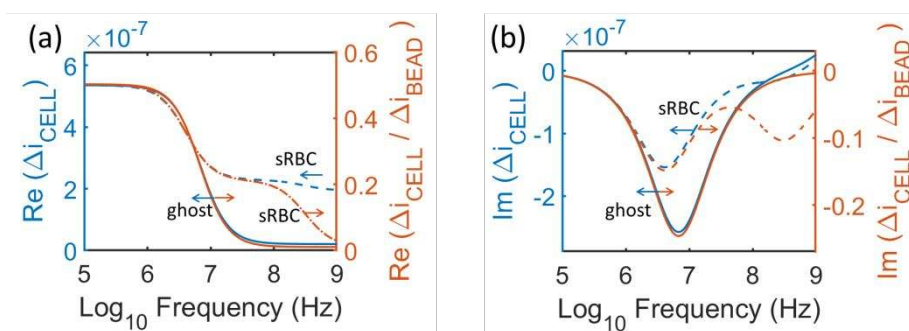 (a)
×10⁻⁷
6
4
2
0
Re (Δi_CELL)
0.6
0.4
0.2
0
Re (Δi_CELL / Δi_BEAD)
sRBC
ghost
sRBC
5 6 7 8 9
Log₁₀ Frequency (Hz)
(b)
×10⁻⁷
0
-1
-2
Im (Δi_CELL)
0
-0.1
-0.2
Im (Δi_CELL / Δi_BEAD)
sRBC
ghost
5 6 7 8 9
Log₁₀ Frequency (Hz)